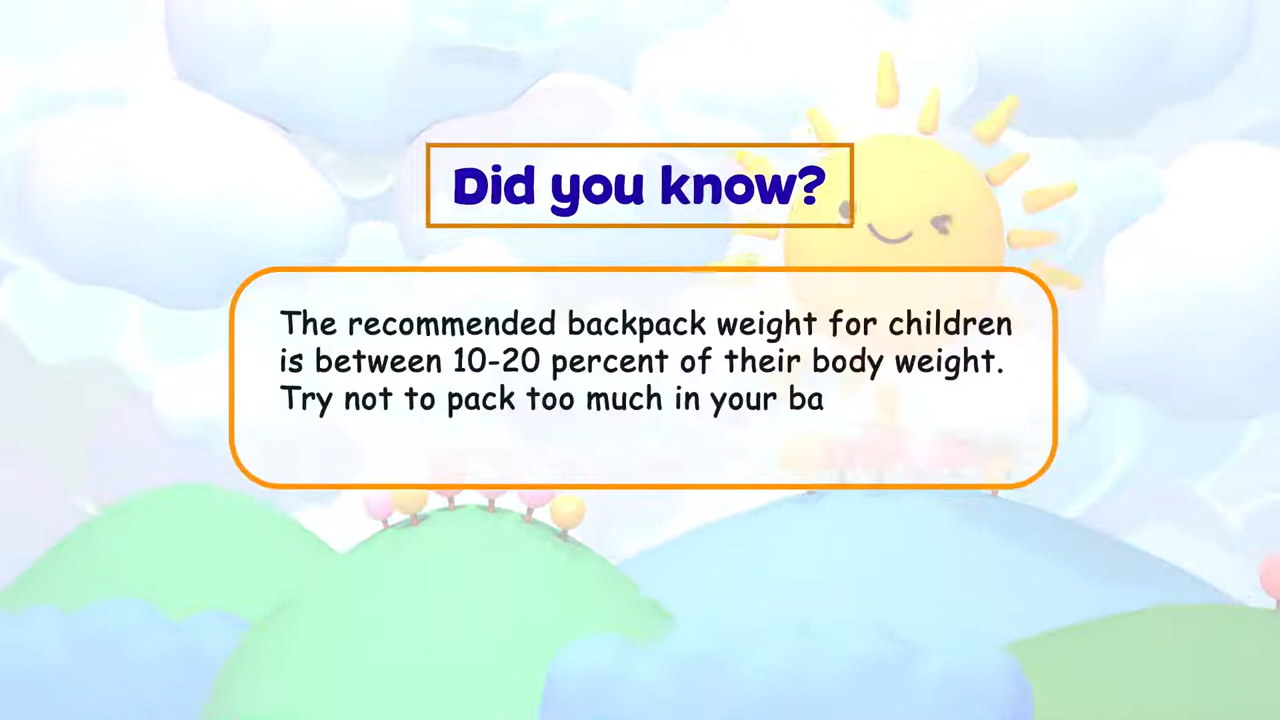 Did you know?
The recommended backpack weight for children
is between 10-20 percent of their body weight.
Try not to pack too much in your ba